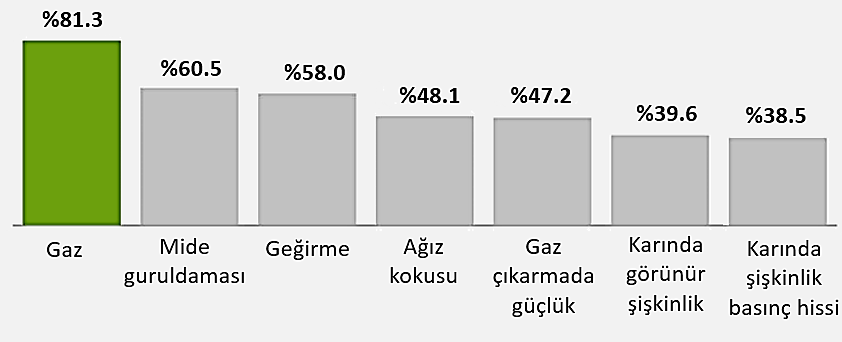 %81.3
%60.5
%58.0
%48.1
%47.2
%39.6
%38.5
Gaz
Mide
guruldaması
Geğirme
Ağız
kokusu
Gaz
çıkarmada
güçlük
Karında
görünür
şişkinlik
Karında
şişkinlik
basınç hissi